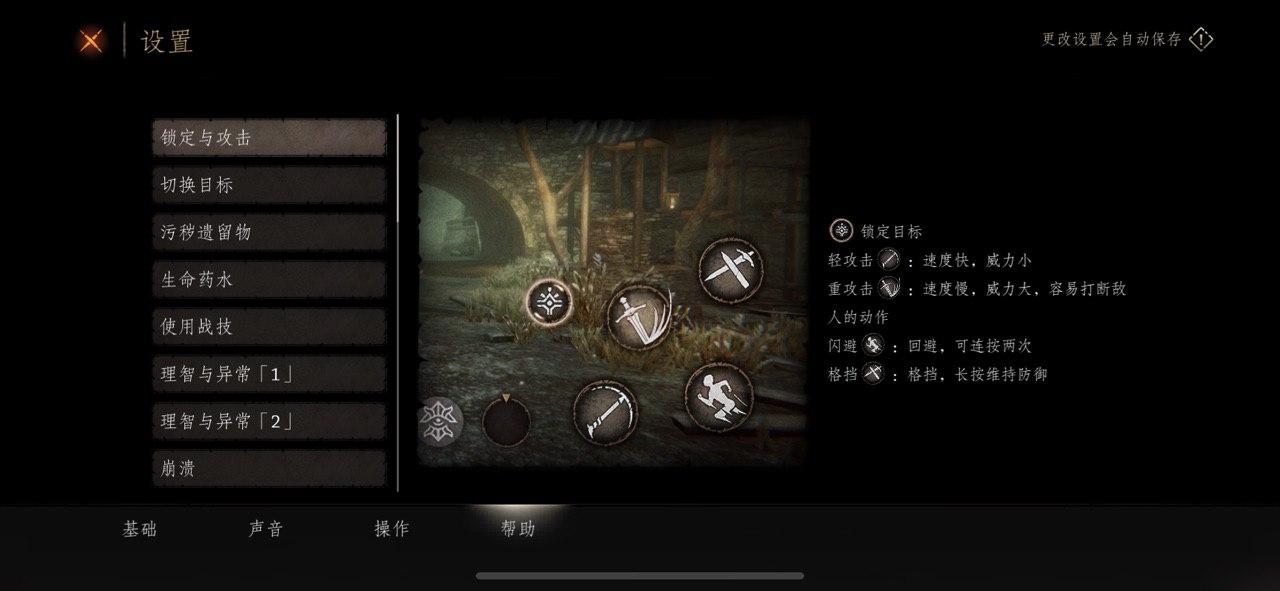 设置
更改设置会自动保存
锁定与攻击
切换目标
污秽遗留物
生命药水
使用战技
理智与异常「1」
理智与异常「2」
崩溃
锁定目标
轻攻击 : 速度快，威力小
重攻击 : 速度慢，威力大，容易打断敌
人的动作
闪避 : 回避，可连按两次
格挡 : 格挡，长按维持防御
基础
声音
操作
帮助